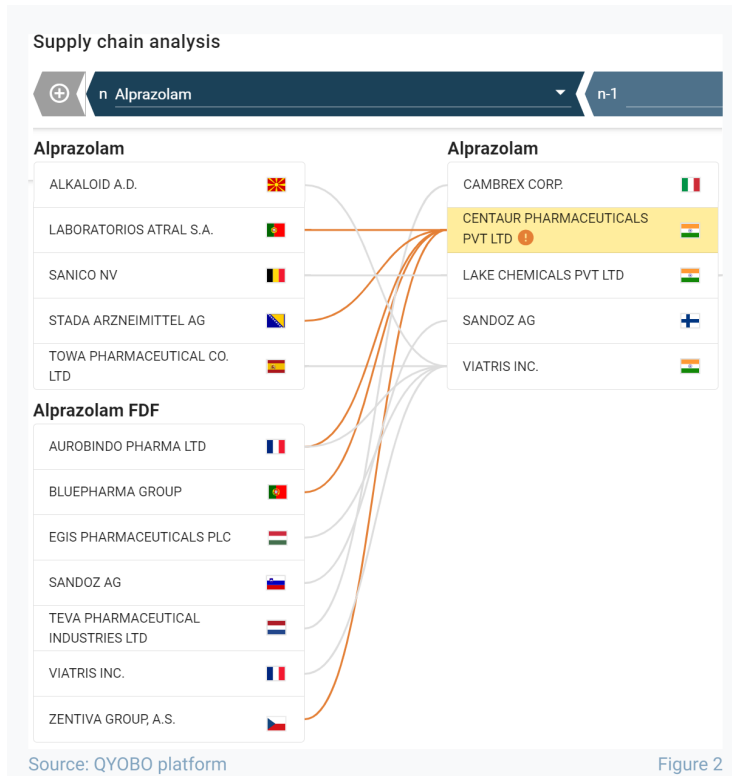 Supply chain analysis
n Alprazolam
n-1
Alprazolam
ALKALOID A.D.
LABORATORIOS ATRAL S.A.
SANICO NV
STADA ARZNEIMITTEL AG
TOWA PHARMACEUTICAL CO.
LTD
Alprazolam FDF
AUROBINDO PHARMA LTD
BLUEPHARMA GROUP
EGIS PHARMACEUTICALS PLC
SANDOZ AG
TEVA PHARMACEUTICAL
INDUSTRIES LTD
VIATRIS INC.
ZENTIVA GROUP, A.S.
Alprazolam
CAMBREX CORP.
CENTAUR PHARMACEUTICALS
PVT LTD !
LAKE CHEMICALS PVT LTD
SANDOZ AG
VIATRIS INC.
Source: QYOBO platform
Figure 2